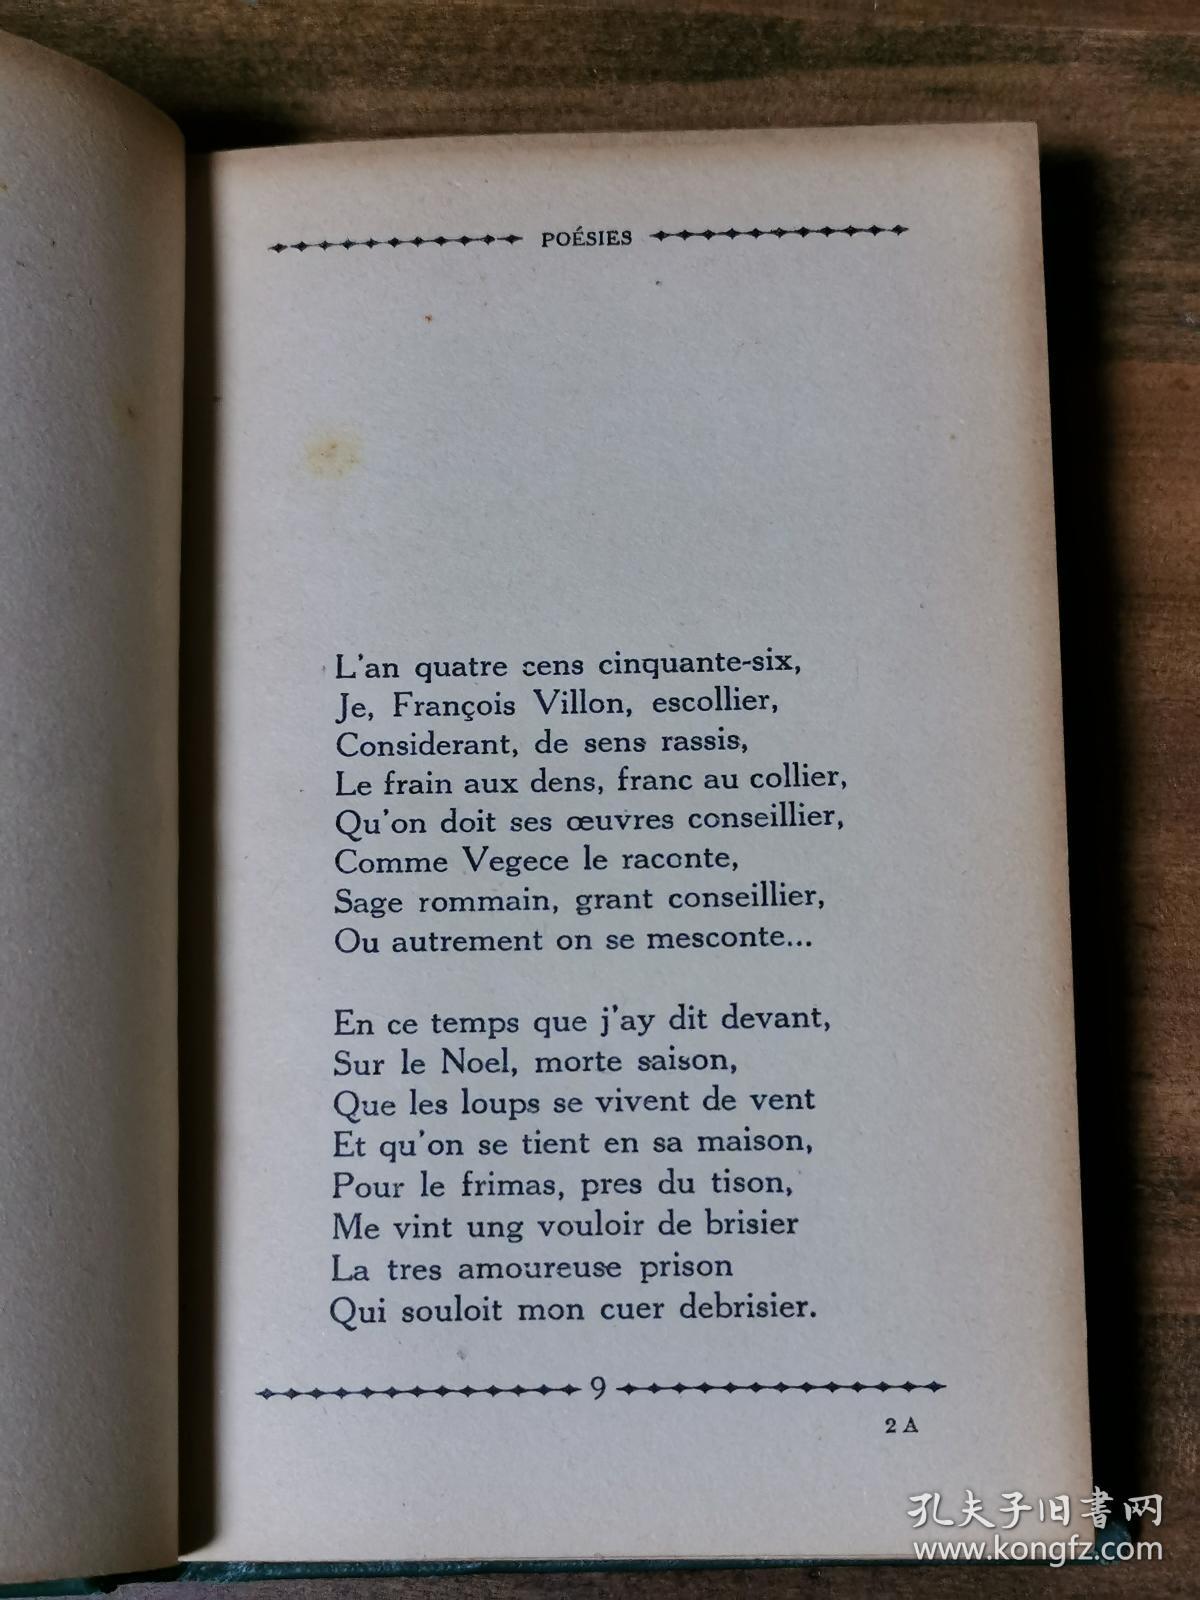 POÉSIES
L'an quatre cens cinquante-six,
Je, François Villon, escollier,
Considerant, de sens rassis,
Le frain aux dens, franc au collier,
Qu'on doit ses œuvres conseillier,
Comme Vegece le raconte,
Sage rommain, grant conseillier,
Ou autrement on se mesconte...
En ce temps que j'ay dit devant,
Sur le Noel, morte saison,
Que les loups se vivent de vent
Et qu'on se tient en sa maison,
Pour le frimas, pres du tison,
Me vint ung vouloir de brisier
La tres amoureuse prison
Qui souloit mon cuer debrisier.
9
2 A
孔夫子旧书网
www.kongfz.com